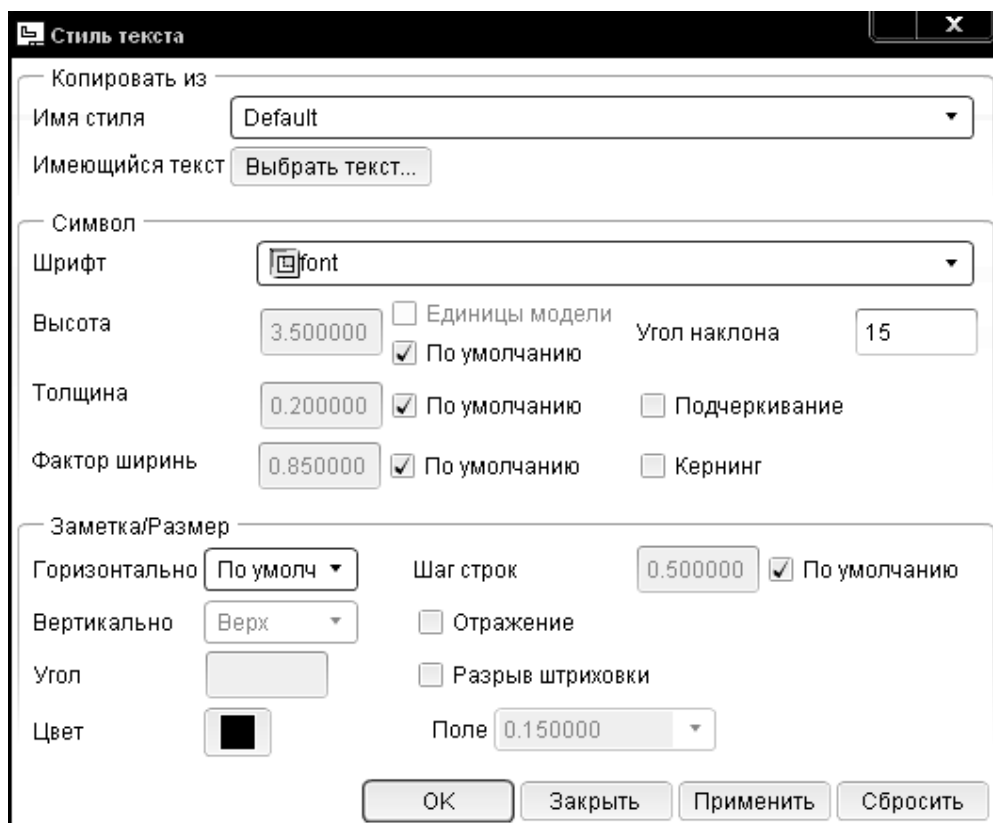 Стиль текста X
Копировать из
Имя стиля Default
Имеющийся текст Выбрать текст...
Символ
Шрифт font
Высота 3.500000 Единицы модели Угол наклона 15
По умолчанию
Толщина 0.200000 По умолчанию Подчеркивание
Фактор ширинь 0.850000 По умолчанию Кернинг
Заметка/Размер
Горизонтально По умолч Шаг строк 0.500000 По умолчанию
Вертикально Верх Отражение
Угол Разрыв штриховки
Цвет Поле 0.150000
OK Закрыть Применить Сбросить